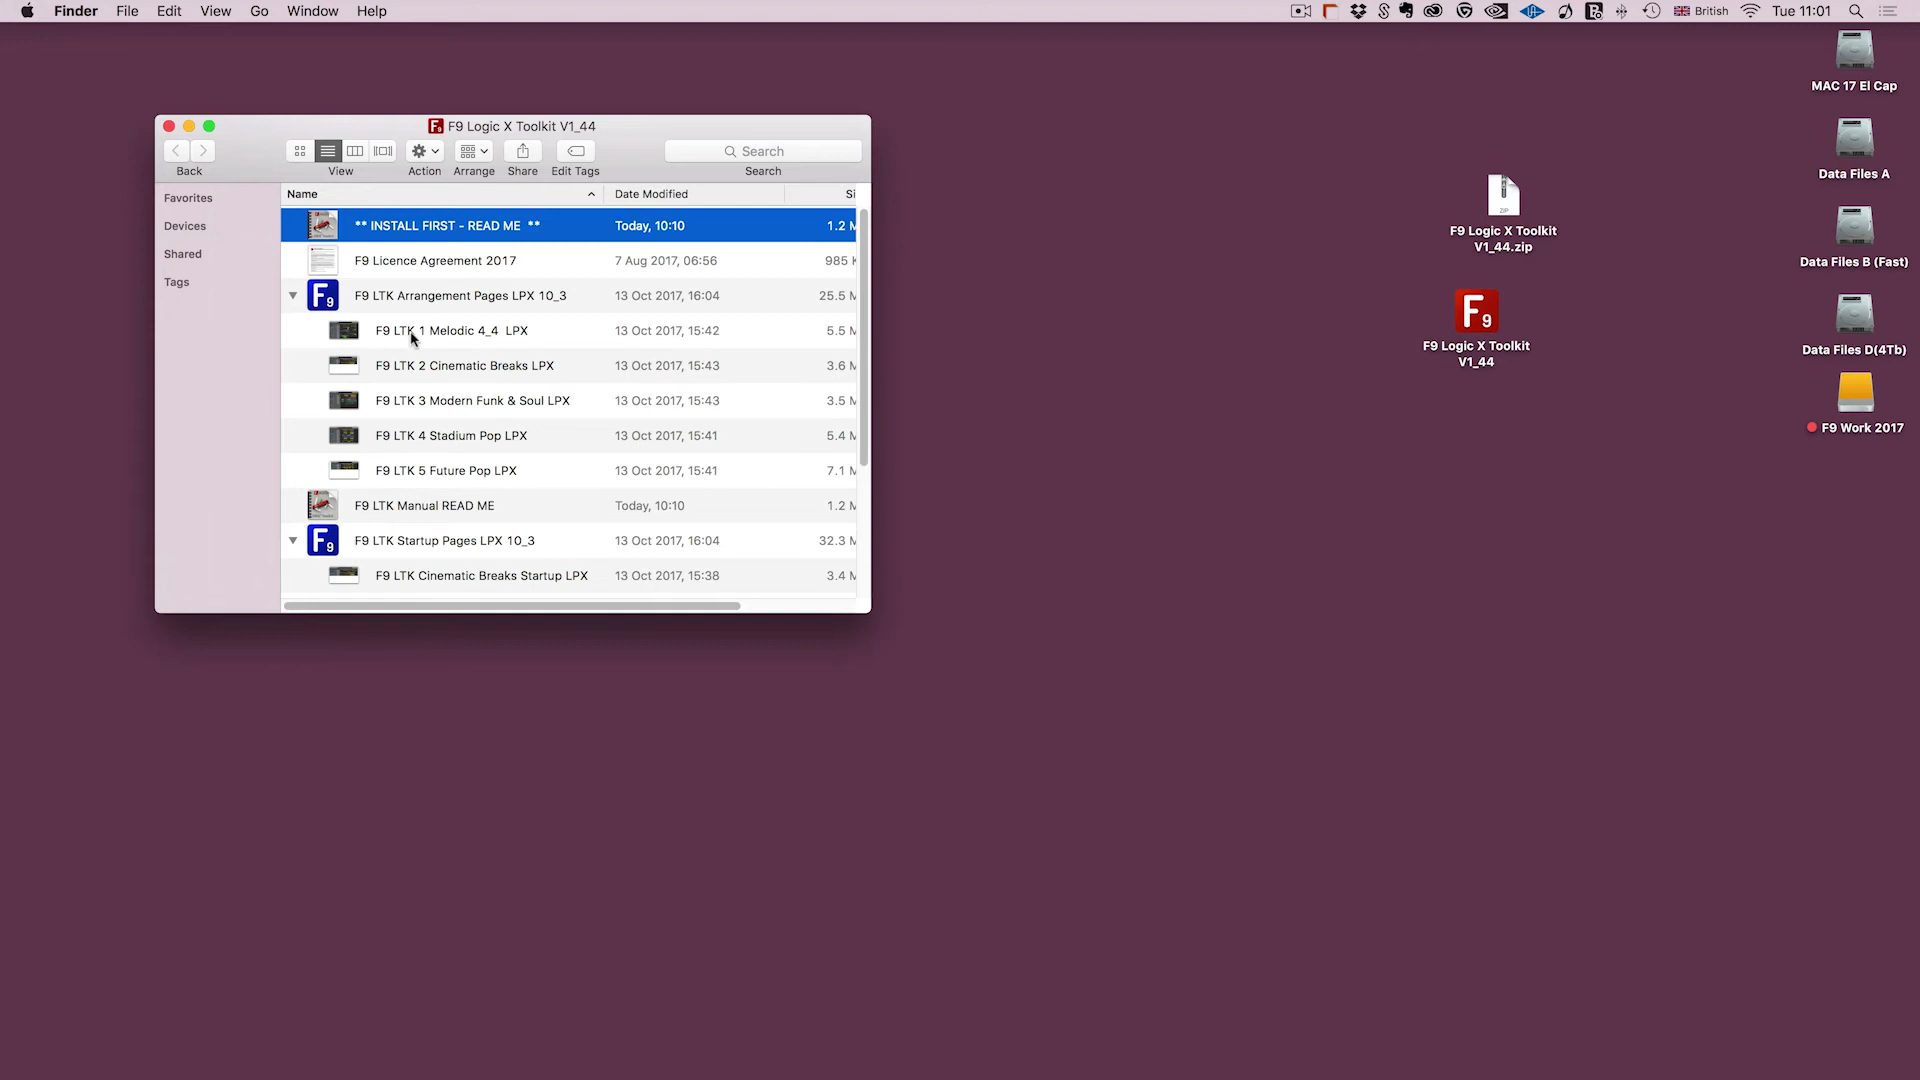 Finder File Edit View Go Window Help
British Tue 11:01
F9 Logic X Toolkit V1_44
Search
Back View Action Arrange Share Edit Tags Search
Favorites
Devices
Shared
Tags
Name Date Modified Si
** INSTALL FIRST - READ ME ** Today, 10:10 1.2 M
F9 Licence Agreement 2017 7 Aug 2017, 06:56 985 K
F9 F9 LTK Arrangement Pages LPX 10_3 13 Oct 2017, 16:04 25.5 M
F9 LTK 1 Melodic 4_4 LPX 13 Oct 2017, 15:42 5.5 M
F9 LTK 2 Cinematic Breaks LPX 13 Oct 2017, 15:43 3.6 M
F9 LTK 3 Modern Funk & Soul LPX 13 Oct 2017, 15:43 3.5 M
F9 LTK 4 Stadium Pop LPX 13 Oct 2017, 15:41 5.4 M
F9 LTK 5 Future Pop LPX 13 Oct 2017, 15:41 7.1 M
F9 LTK Manual READ ME Today, 10:10 1.2 M
F9 F9 LTK Startup Pages LPX 10_3 13 Oct 2017, 16:04 32.3 M
F9 LTK Cinematic Breaks Startup LPX 13 Oct 2017, 15:38 3.4 M
ZIP
F9 Logic X Toolkit
V1_44.zip
F9
F9 Logic X Toolkit
V1_44
MAC 17 El Cap
Data Files A
Data Files B (Fast)
Data Files D(4Tb)
F9 Work 2017